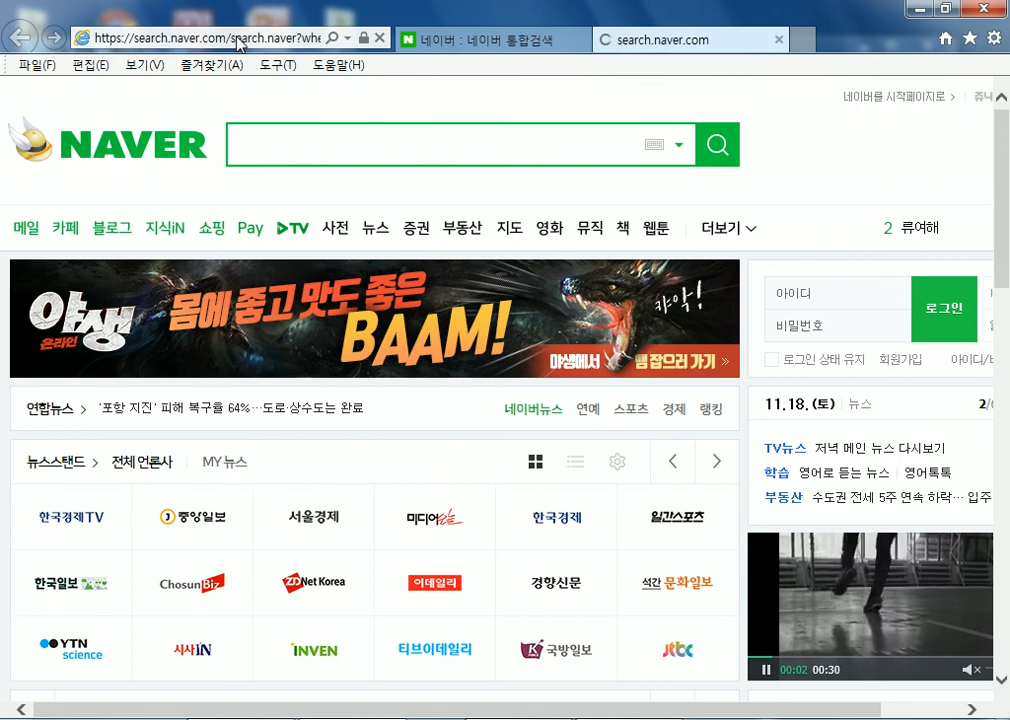 https://search.naver.com/search.naver?whe
네이버 : 네이버 통합검색
search.naver.com
파일(F) 편집(E) 보기(V) 즐겨찾기(A) 도구(T) 도움말(H)
네이버를 시작페이지로 > 쥬니
NAVER
메일 카페 블로그 지식iN 쇼핑 Pay TV 사전 뉴스 증권 부동산 지도 영화 뮤직 책 웹툰 더보기
2 류여해
야생
온라인
몸에 좋고 맛도 좋은
BAAM!
캬악!
야생에서 뱀 잡으러 가기 »
아이디
비밀번호
로그인
로그인 상태 유지 회원가입 아이디/
연합뉴스 > '포항 지진' 피해 복구율 64%…도로·상수도는 완료
네이버뉴스 연예 스포츠 경제 랭킹
11.18.(토) 뉴스 2/
TV뉴스 저녁 메인 뉴스 다시보기
학습 영어로 듣는 뉴스 영어톡톡
부동산 수도권 전세 5주 연속 하락… 입주
뉴스스탠드 > 전체 언론사 MY 뉴스
한국경제TV 중앙일보 서울경제 미디어오늘 한국경제 일간스포츠
한국일보 ChosunBiz ZDNet Korea 이데일리 경향신문 석간 문화일보
YTN science 시사IN INVEN 티브이데일리 국방일보 jtbc
00:02 00:30